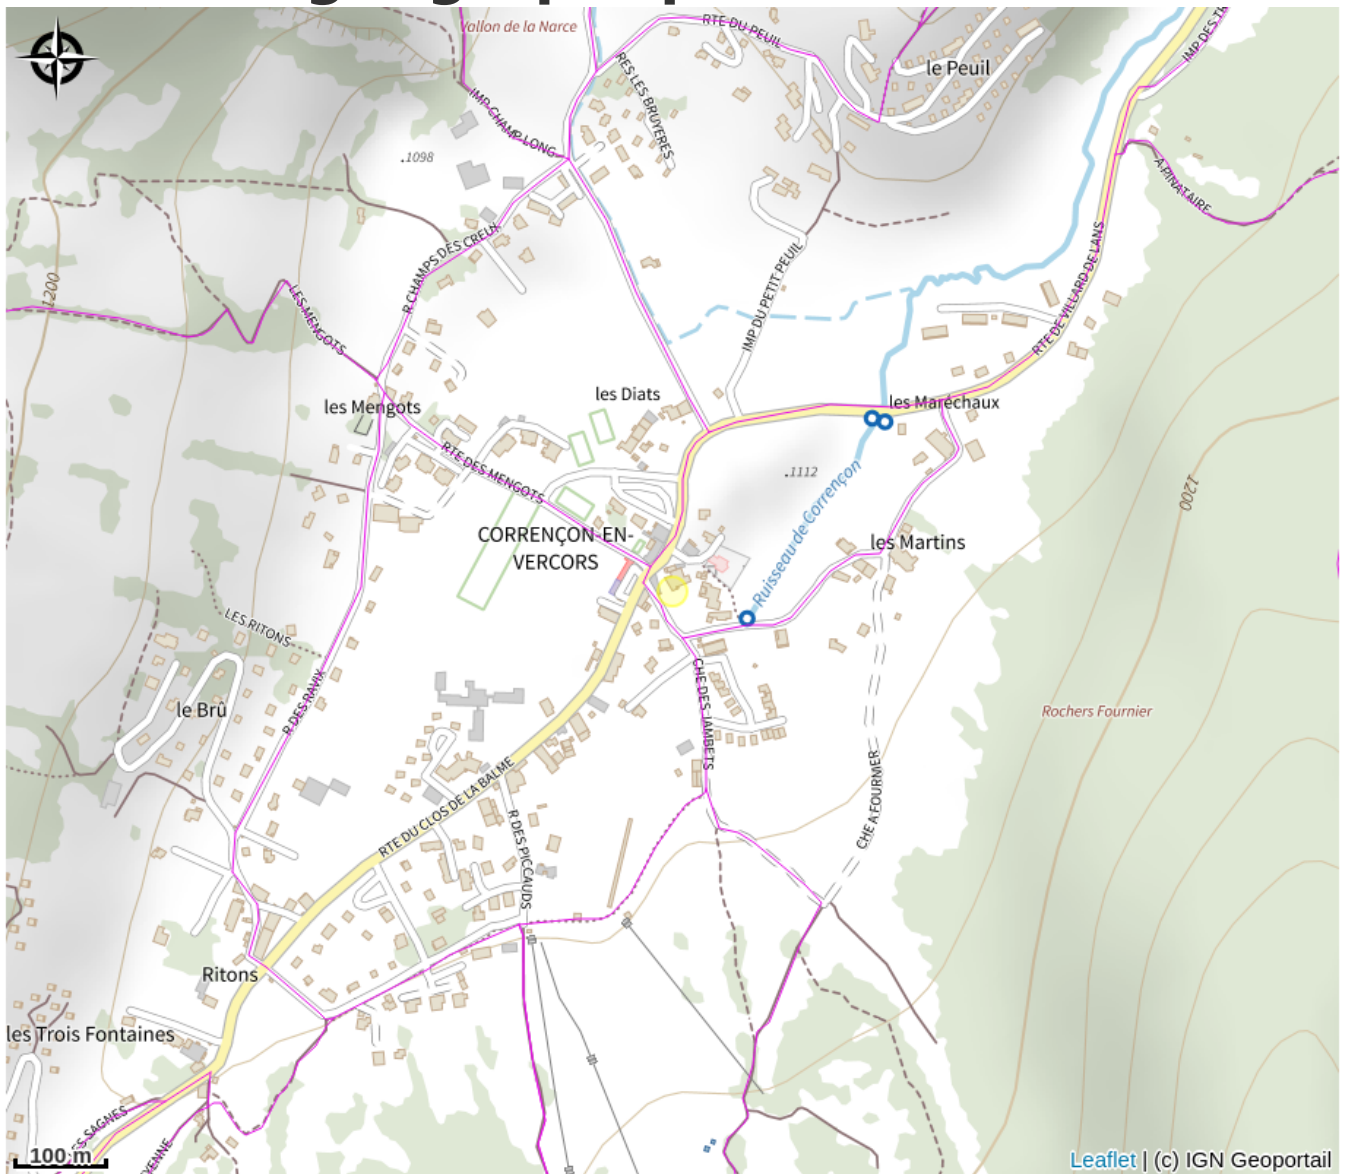 Vallon de la Narce
RTE DU PEUIL
le Peuil
RES LES BRUYERES
IMP CHAMP LONG
.1098
A PINATAIRE
R CHAMPS DES CREUX
1200
LES MENGOTS
IMP DU PETIT PEUIL
RTE DE VILLARD DE LANS
les Diats
les Mengots
les Maréchaux
RTE DES MENGOTS
.1112
1200
Ruisseau de Corrençon
CORRENÇON-EN-
VERCORS
les Martins
LES RITONS
le Brû
R DES RAVIX
CHE DES JAMBETS
Rochers Fournier
RTE DU CLOS DE LA BALME
CHE A FOURNIER
R DES PICCAUDS
Ritons
les Trois Fontaines
ES SAGNES
YENNE
100 m
Leaflet | (c) IGN Geoportail